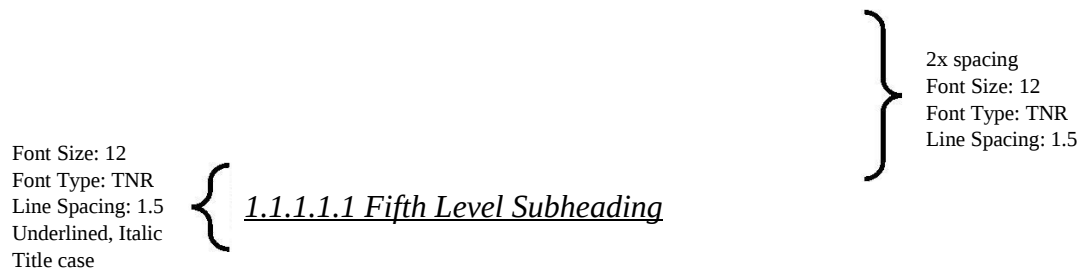 2x spacing
Font Size: 12
Font Type: TNR
Line Spacing: 1.5
Font Size: 12
Font Type: TNR
Line Spacing: 1.5
Underlined, Italic
Title case
1.1.1.1.1 Fifth Level Subheading